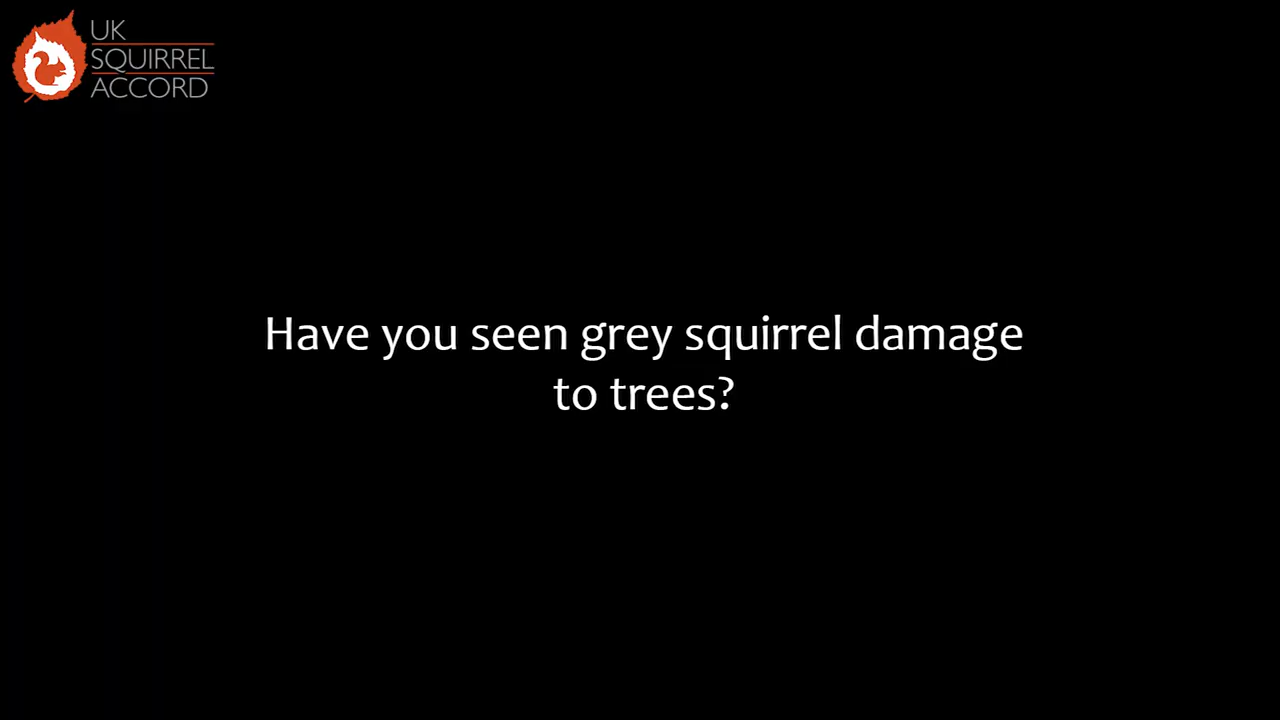 UK
SQUIRREL
ACCORD
Have you seen grey squirrel damage
to trees?